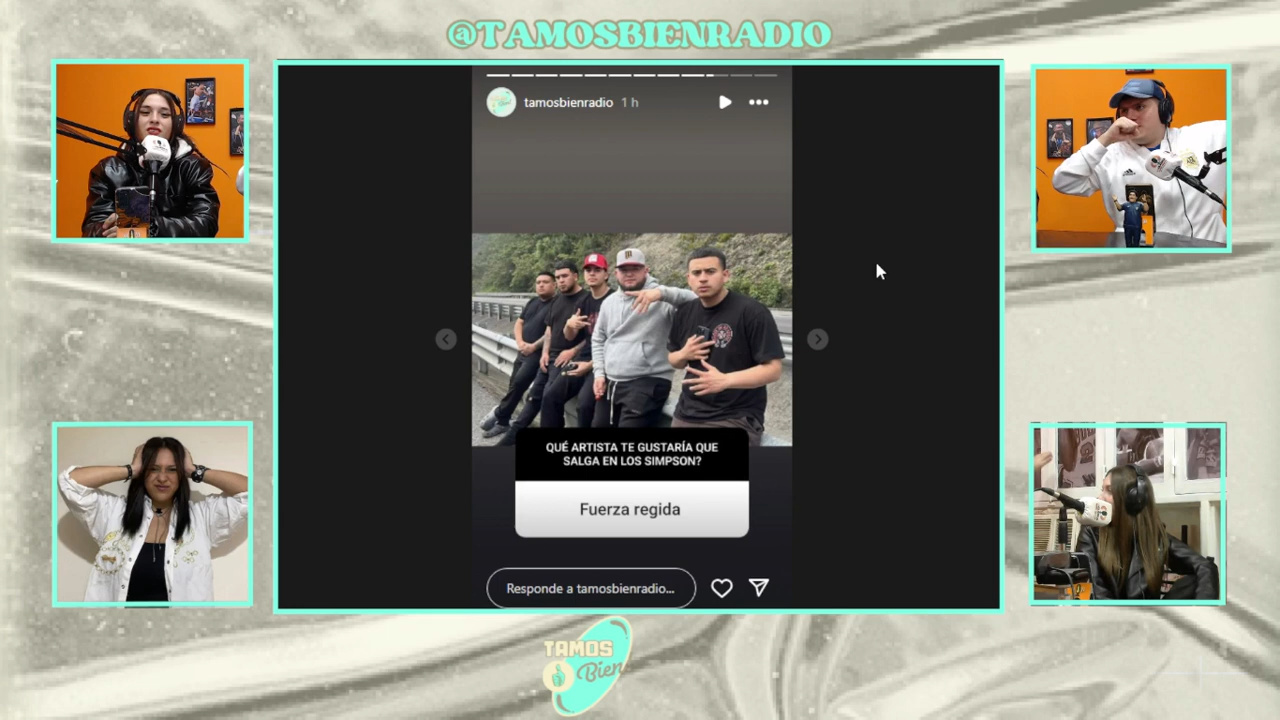 @TAMOSBIENRADIO
tamosbienradio 1 h
QUÉ ARTISTA TE GUSTARÍA QUE
SALGA EN LOS SIMPSON?
Fuerza regida
Responde a tamosbienradio...
TAMOS
Bien